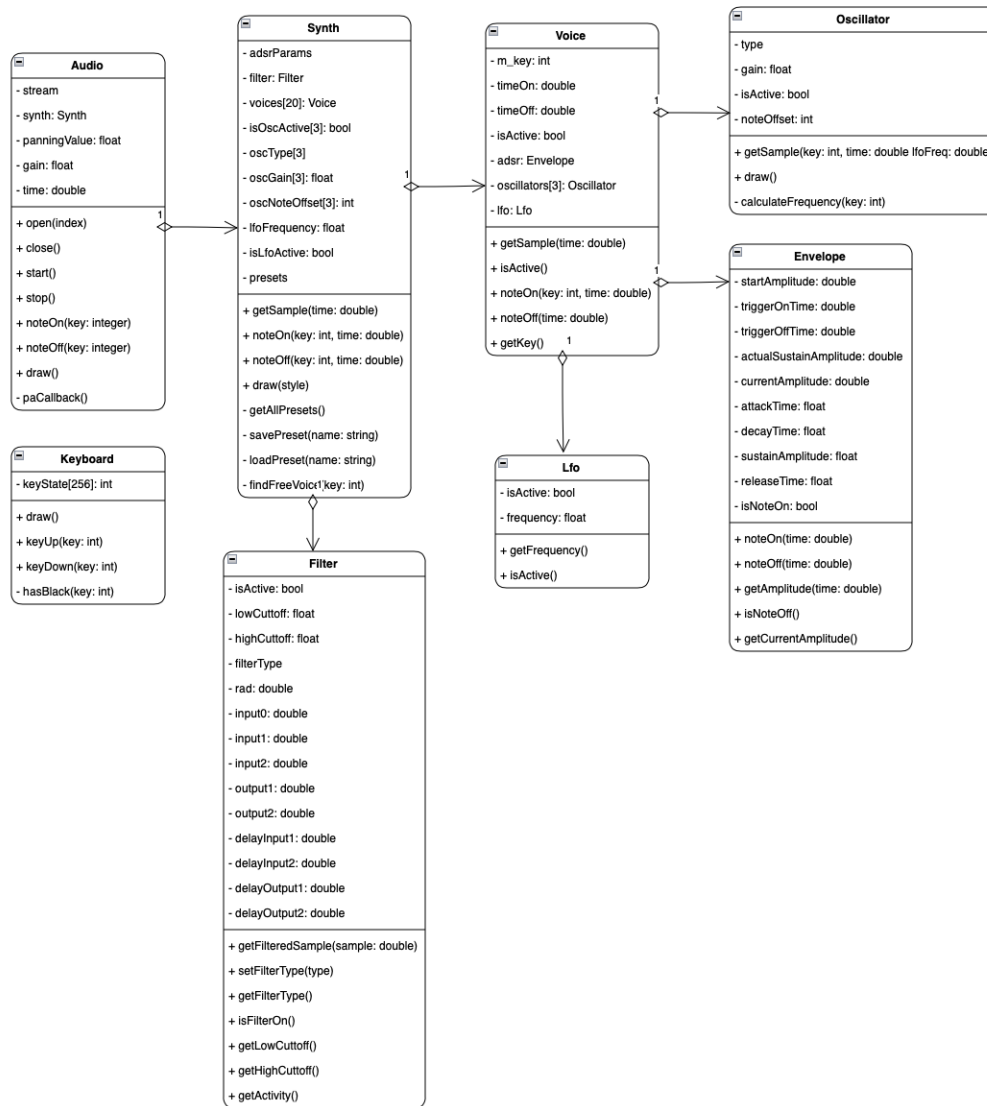 Audio
- stream
- synth: Synth
- panningValue: float
- gain: float
- time: double
+ open(index)
+ close()
+ start()
+ stop()
+ noteOn(key: integer)
+ noteOff(key: integer)
+ draw()
- paCallback()
1
Keyboard
- keyState[256]: int
+ draw()
+ keyUp(key: int)
+ keyDown(key: int)
- hasBlack(key: int)
Synth
- adsrParams
- filter: Filter
- voices[20]: Voice
- isOscActive[3]: bool
- oscType[3]
- oscGain[3]: float
- oscNoteOffset[3]: int
- lfoFrequency: float
- isLfoActive: bool
- presets
+ getSample(time: double)
+ noteOn(key: int, time: double)
+ noteOff(key: int, time: double)
+ draw(style)
- getAllPresets()
- savePreset(name: string)
- loadPreset(name: string)
- findFreeVoice(key: int)
1
1
Filter
- isActive: bool
- lowCuttoff: float
- highCuttoff: float
- filterType
- rad: double
- input0: double
- input1: double
- input2: double
- output1: double
- output2: double
- delayInput1: double
- delayInput2: double
- delayOutput1: double
- delayOutput2: double
+ getFilteredSample(sample: double)
+ setFilterType(type)
+ getFilterType()
+ isFilterOn()
+ getLowCuttoff()
+ getHighCuttoff()
+ getActivity()
Voice
- m_key: int
- timeOn: double
- timeOff: double
- isActive: bool
- adsr: Envelope
- oscillators[3]: Oscillator
- lfo: Lfo
+ getSample(time: double)
+ isActive()
+ noteOn(key: int, time: double)
+ noteOff(time: double)
+ getKey()
1
1
1
Lfo
- isActive: bool
- frequency: float
+ getFrequency()
+ isActive()
Oscillator
- type
- gain: float
- isActive: bool
- noteOffset: int
+ getSample(key: int, time: double lfoFreq: double)
+ draw()
- calculateFrequency(key: int)
Envelope
- startAmplitude: double
- triggerOnTime: double
- triggerOffTime: double
- actualSustainAmplitude: double
- currentAmplitude: double
- attackTime: float
- decayTime: float
- sustainAmplitude: float
- releaseTime: float
- isNoteOn: bool
+ noteOn(time: double)
+ noteOff(time: double)
+ getAmplitude(time: double)
+ isNoteOff()
+ getCurrentAmplitude()